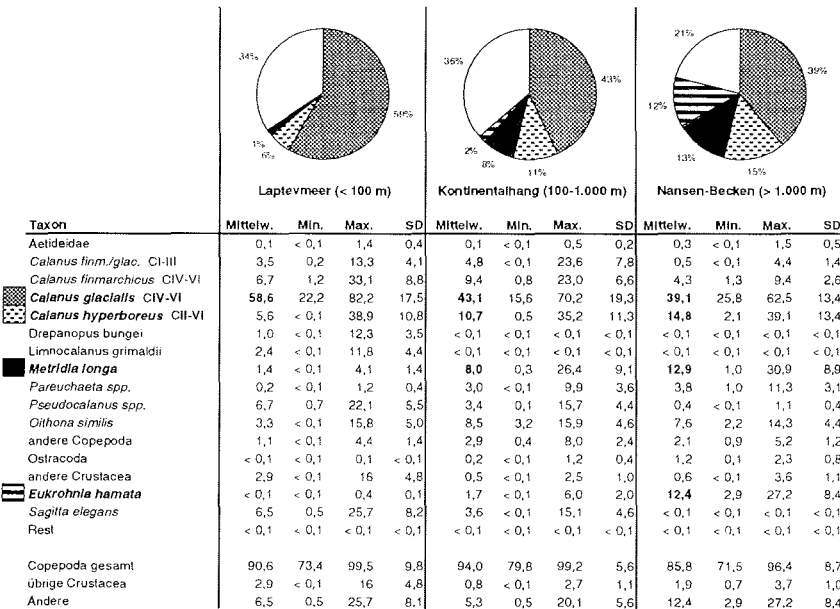 34% 59% 6% 1%
36% 43% 11% 8% 2%
21% 39% 15% 13% 12%
Laptevmeer (< 100 m) Kontinentalhang (100-1.000 m) Nansen-Becken (> 1.000 m)
Taxon Mittelw. Min. Max. SD Mittelw. Min. Max. SD Mittelw. Min. Max. SD
Aetideidae 0,1 < 0,1 1,4 0,4 0,1 < 0,1 0,5 0,2 0,3 < 0,1 1,5 0,5
Calanus finm./glac. CI-III 3,5 0,2 13,3 4,1 4,8 < 0,1 23,6 7,8 0,5 < 0,1 4,4 1,4
Calanus finmarchicus CIV-VI 6,7 1,2 33,1 8,8 9,4 0,8 23,0 6,6 4,3 1,3 9,4 2,6
Calanus glacialis CIV-VI 58,6 22,2 82,2 17,5 43,1 15,6 70,2 19,3 39,1 25,8 62,5 13,4
Calanus hyperboreus CII-VI 5,6 < 0,1 38,9 10,8 10,7 0,5 35,2 11,3 14,8 2,1 39,1 13,4
Drepanopus bungei 1,0 < 0,1 12,3 3,5 < 0,1 < 0,1 < 0,1 < 0,1 < 0,1 < 0,1 < 0,1 < 0,1
Limnocalanus grimaldii 2,4 < 0,1 11,8 4,4 < 0,1 < 0,1 < 0,1 < 0,1 < 0,1 < 0,1 < 0,1 < 0,1
Metridia longa 1,4 < 0,1 4,1 1,4 8,0 0,3 26,4 9,1 12,9 1,0 30,9 8,9
Pareuchaeta spp. 0,2 < 0,1 1,2 0,4 3,0 < 0,1 9,9 3,6 3,8 1,0 11,3 3,1
Pseudocalanus spp. 6,7 0,7 22,1 5,5 3,4 0,1 15,7 4,4 0,4 < 0,1 1,1 0,4
Oithona similis 3,3 < 0,1 15,8 5,0 8,5 3,2 15,9 4,6 7,6 2,2 14,3 4,4
andere Copepoda 1,1 < 0,1 4,4 1,4 2,9 0,4 8,0 2,4 2,1 0,9 5,2 1,2
Ostracoda < 0,1 < 0,1 0,1 < 0,1 0,2 < 0,1 1,2 0,4 1,2 0,1 2,3 0,8
andere Crustacea 2,9 < 0,1 16 4,8 0,5 < 0,1 2,5 1,0 0,6 < 0,1 3,6 1,1
Eukrohnia hamata < 0,1 < 0,1 0,4 0,1 1,7 < 0,1 6,0 2,0 12,4 2,9 27,2 8,4
Sagitta elegans 6,5 0,5 25,7 8,2 3,6 < 0,1 15,1 4,6 < 0,1 < 0,1 < 0,1 < 0,1
Rest < 0,1 < 0,1 < 0,1 < 0,1 < 0,1 < 0,1 < 0,1 < 0,1 < 0,1 < 0,1 < 0,1 < 0,1
Copepoda gesamt 90,6 73,4 99,5 9,8 94,0 79,8 99,2 5,6 85,8 71,5 96,4 8,7
übrige Crustacea 2,9 < 0,1 16 4,8 0,8 < 0,1 2,7 1,1 1,9 0,7 3,7 1,0
Andere 6,5 0,5 25,7 8,1 5,3 0,5 20,1 5,6 12,4 2,9 27,2 8,4